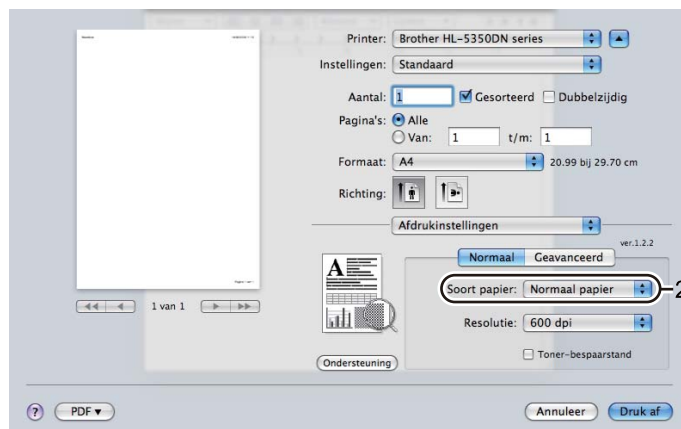 Printer: Brother HL-5350DN series
Instellingen: Standaard
Aantal: 1 Gesorteerd Dubbelzijdig
Pagina's: Alle
Van: 1 t/m: 1
Formaat: A4 20.99 bij 29.70 cm
Richting:
Afdrukinstellingen
ver.1.2.2
Normaal Geavanceerd
Soort papier: Normaal papier 2
1 van 1
Resolutie: 600 dpi
Toner-bespaarstand
Ondersteuning
? PDF Annuleer Druk af